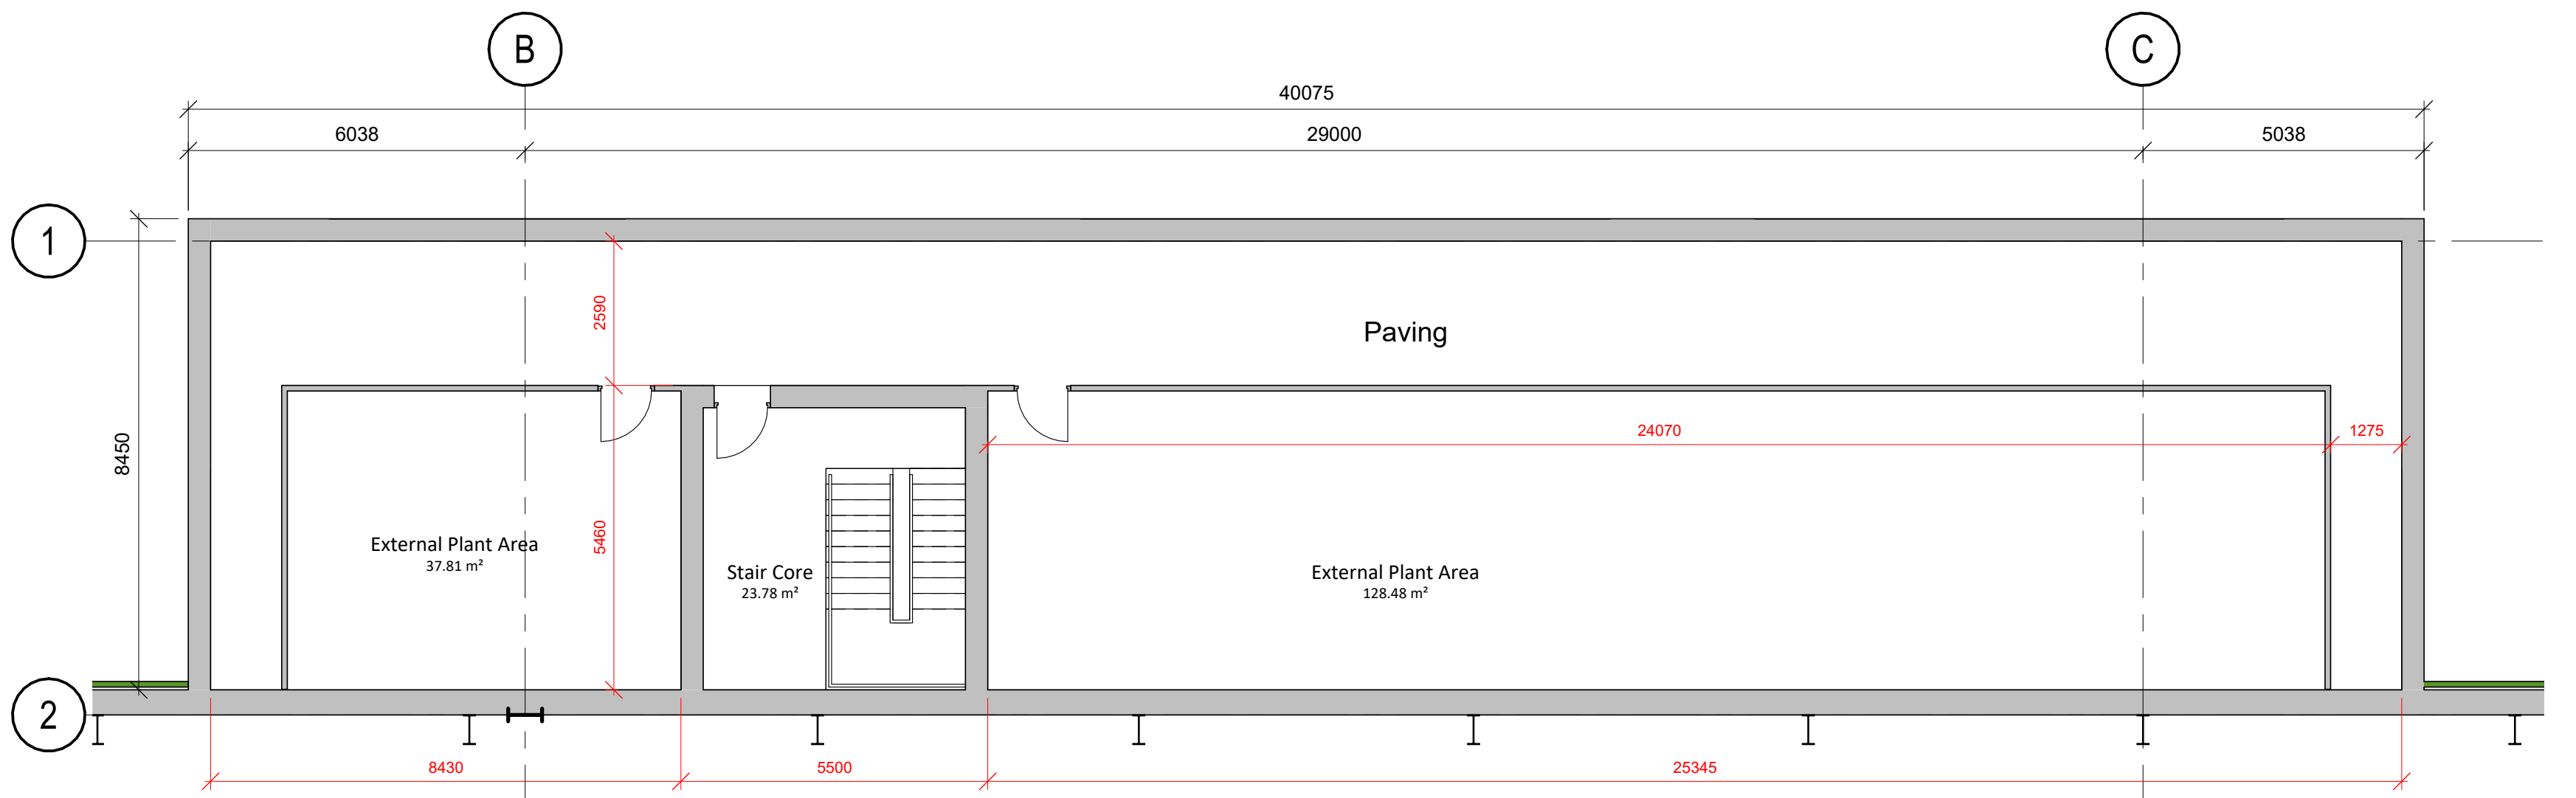 B
C
40075
6038
29000
5038
1
2590
Paving
8450
24070
1275
5460
External Plant Area
37.81 m²
Stair Core
23.78 m²
External Plant Area
128.48 m²
2
8430
5500
25345